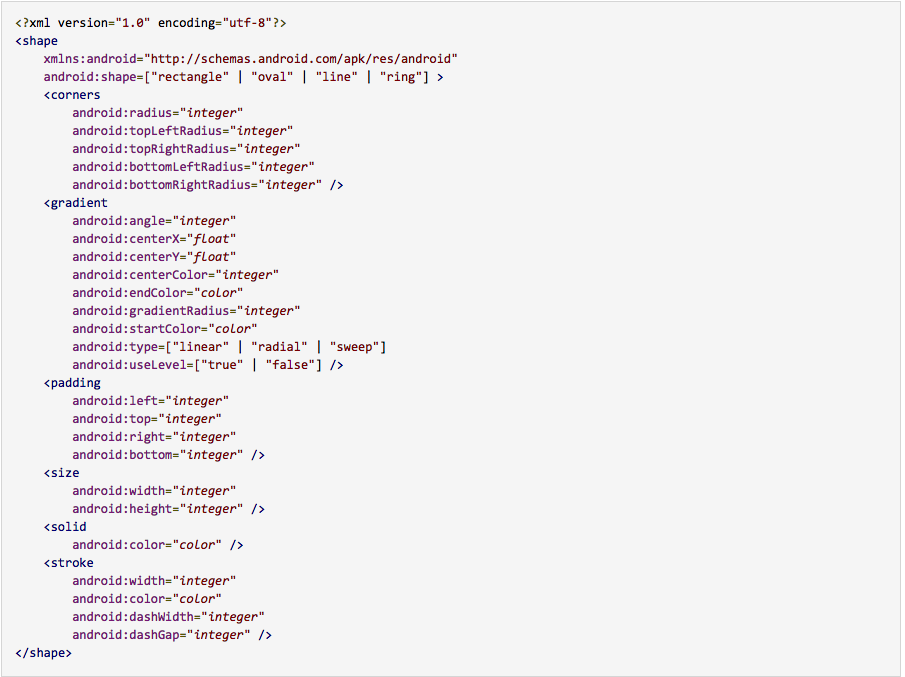 <?xml version="1.0" encoding="utf-8"?>
<shape
    xmlns:android="http://schemas.android.com/apk/res/android"
    android:shape=["rectangle" | "oval" | "line" | "ring"] >
    <corners
        android:radius="integer"
        android:topLeftRadius="integer"
        android:topRightRadius="integer"
        android:bottomLeftRadius="integer"
        android:bottomRightRadius="integer" />
    <gradient
        android:angle="integer"
        android:centerX="float"
        android:centerY="float"
        android:centerColor="integer"
        android:endColor="color"
        android:gradientRadius="integer"
        android:startColor="color"
        android:type=["linear" | "radial" | "sweep"]
        android:useLevel=["true" | "false"] />
    <padding
        android:left="integer"
        android:top="integer"
        android:right="integer"
        android:bottom="integer" />
    <size
        android:width="integer"
        android:height="integer" />
    <solid
        android:color="color" />
    <stroke
        android:width="integer"
        android:color="color"
        android:dashWidth="integer"
        android:dashGap="integer" />
</shape>